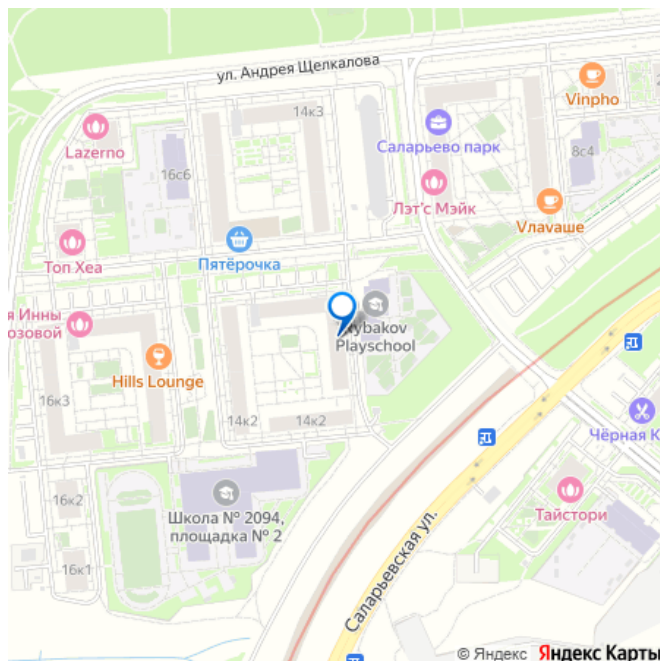 ул. Андрея Щелкалова
14к3
Vinpho
Lazerno
Саларьево парк
8с4
16с6
Лэт'с Мэйк
Vлаvаше
Топ Хеа
Пятёрочка
я Инны
озовой
Rybakov
Playschool
Hills Lounge
16к3
14к2
14к2
Чёрная К
16к2
Школа № 2094,
площадка № 2
Тайстори
16к1
Саларьевская ул.
© Яндекс Яндекс Карты